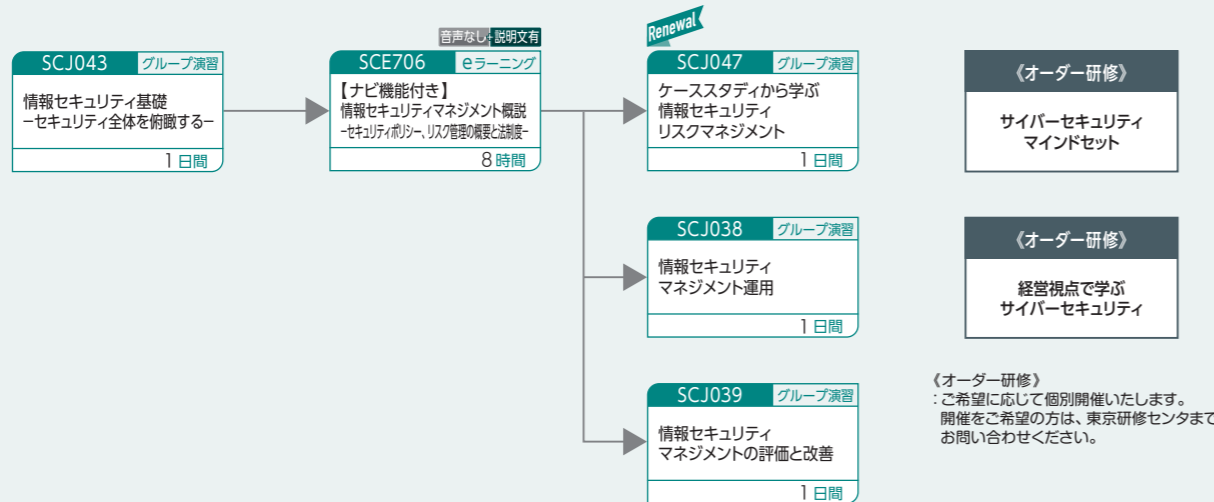 SCJ043 グループ演習
情報セキュリティ基礎
−セキュリティ全体を俯瞰する−
1日間
音声なし+説明文有
SCE706 eラーニング
【ナビ機能付き】
情報セキュリティマネジメント概説
−セキュリティポリシー、リスク管理の概要と法制度−
8時間
Renewal
SCJ047 グループ演習
ケーススタディから学ぶ
情報セキュリティ
リスクマネジメント
1日間
SCJ038 グループ演習
情報セキュリティ
マネジメント運用
1日間
SCJ039 グループ演習
情報セキュリティ
マネジメントの評価と改善
1日間
《オーダー研修》
サイバーセキュリティ
マインドセット
《オーダー研修》
経営視点で学ぶ
サイバーセキュリティ
《オーダー研修》
:ご希望に応じて個別開催いたします。
開催をご希望の方は、東京研修センタまで
お問い合わせください。